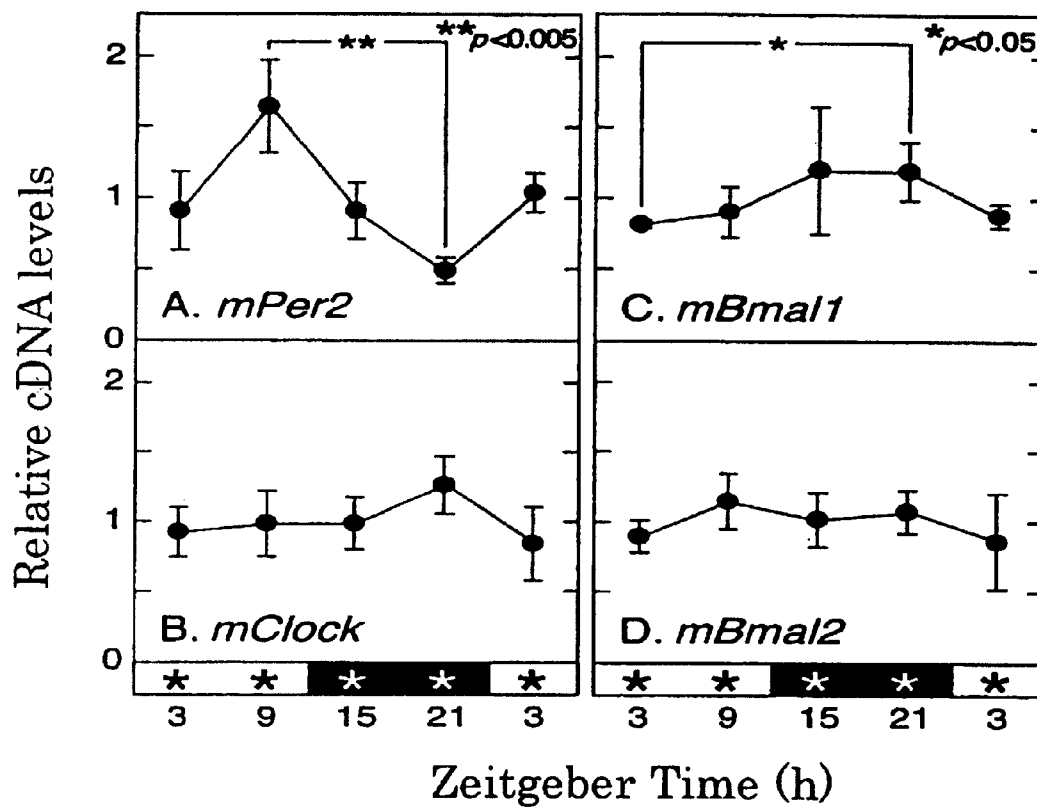 Relative cDNA levels
2
1
0
** **p<0.005
A. mPer2
* *p<0.05
C. mBmal1
2
1
0
B. mClock
D. mBmal2
* * * * *
* * * * *
3 9 15 21 3
3 9 15 21 3
Zeitgeber Time (h)